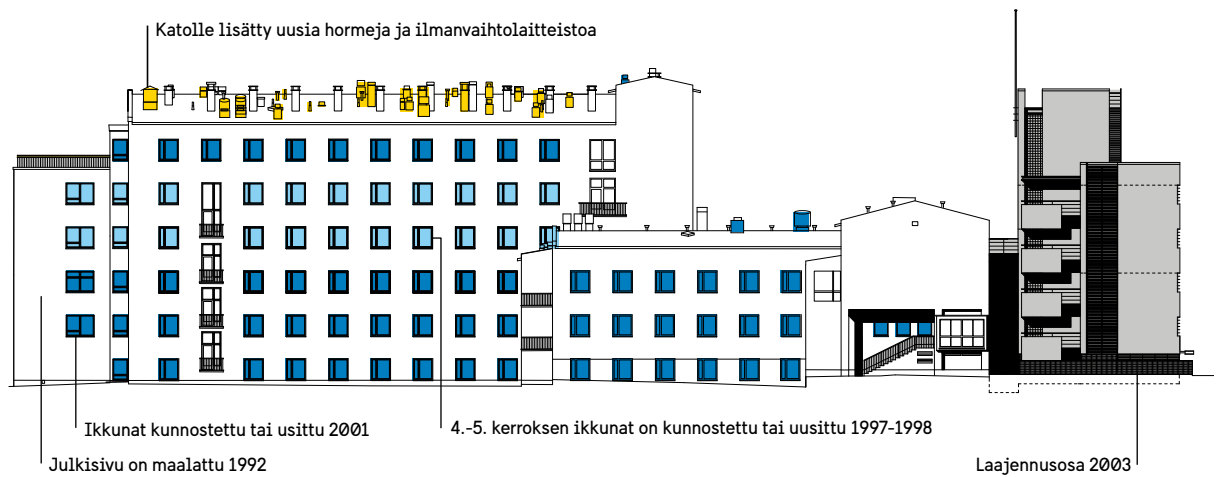 Katolle lisätty uusia hormeja ja ilmanvaihtolaitteistoa
Ikkunat kunnostettu tai usittu 2001
4.-5. kerroksen ikkunat on kunnostettu tai uusittu 1997-1998
Julkisivu on maalattu 1992
Laajennusosa 2003